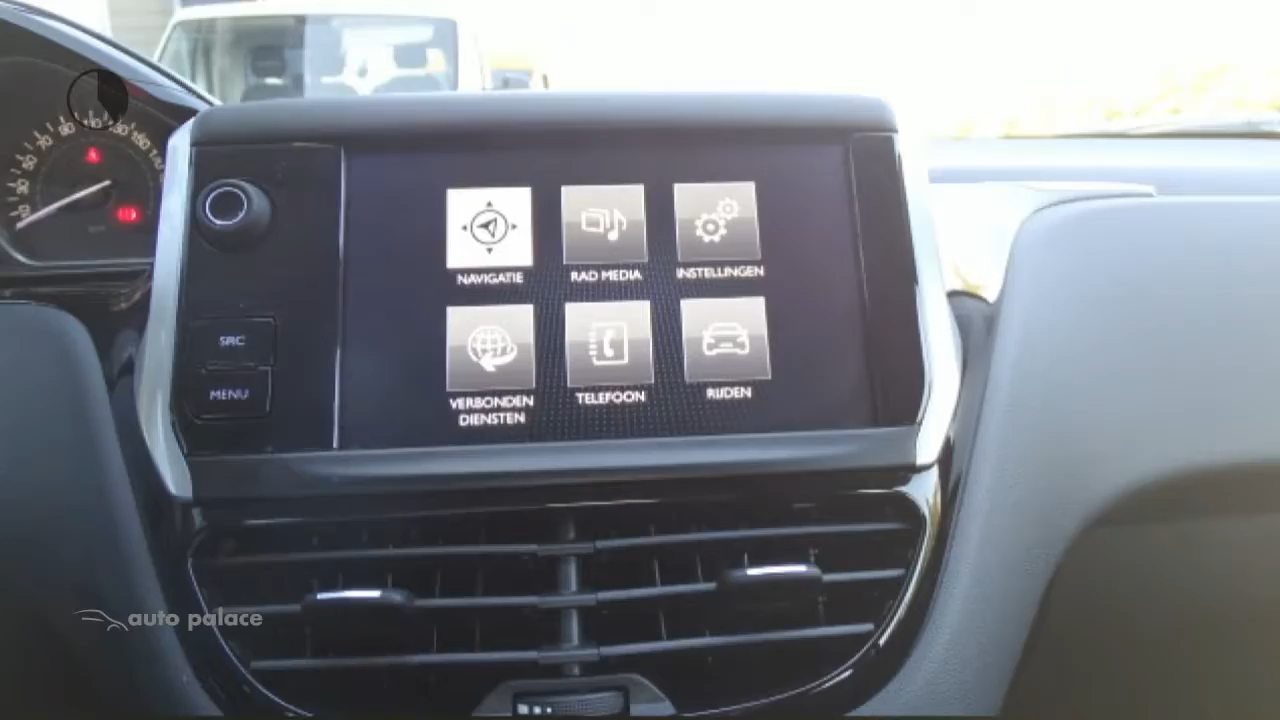 SRC
MENU
NAVIGATIE
RAD MEDIA
INSTELLINGEN
VERBONDEN
DIENSTEN
TELEFOON
RIJDEN
auto palace